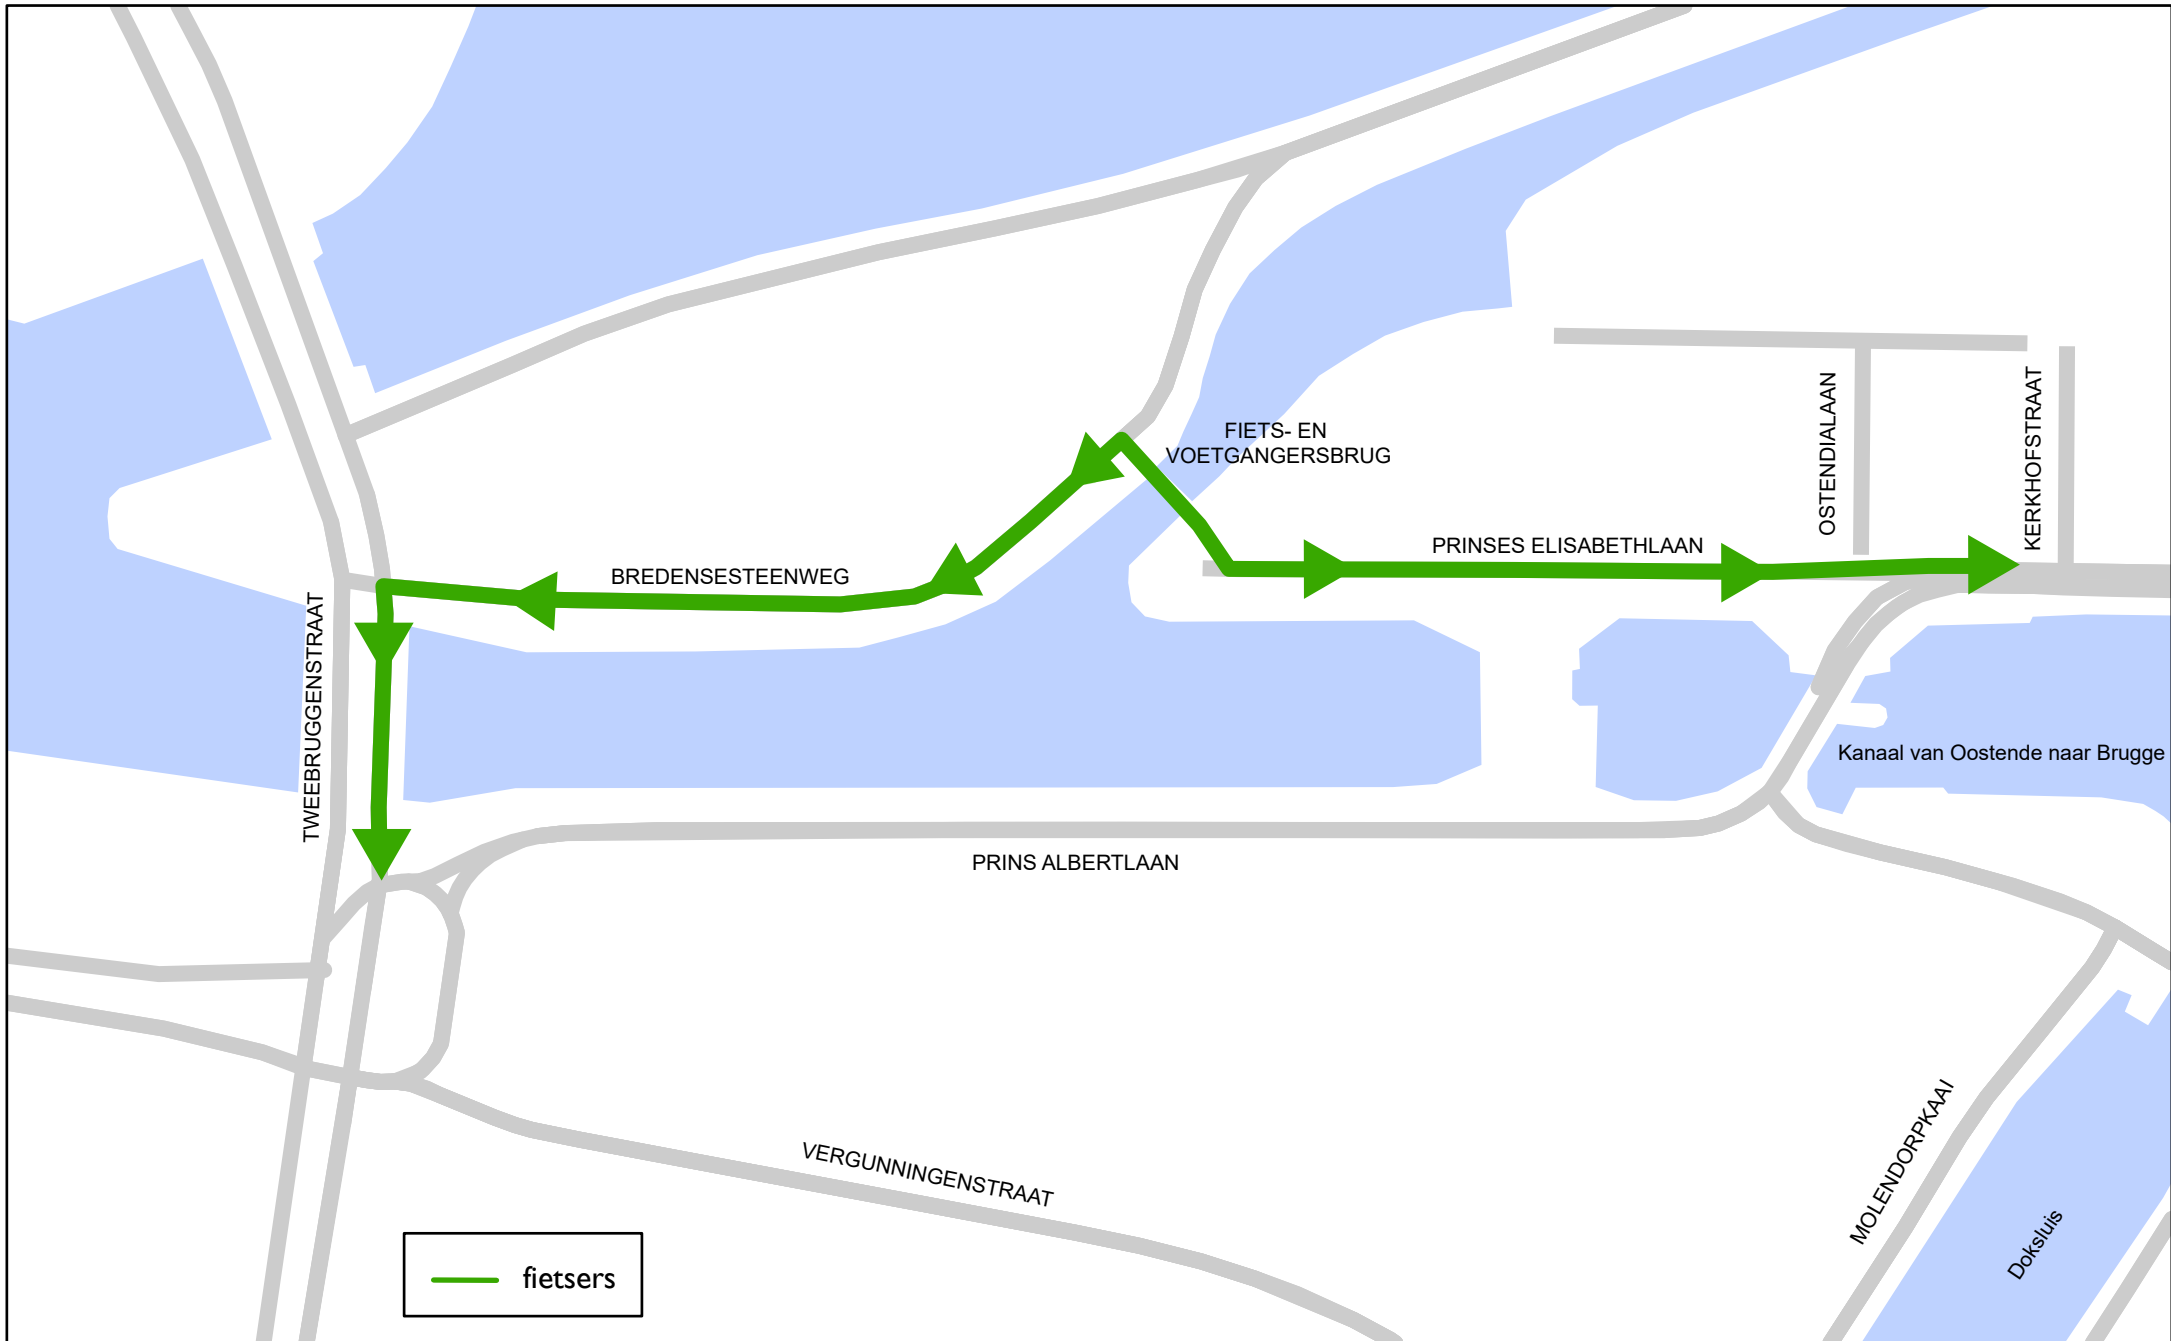 FIETS- EN
VOETGANGERSBRUG
OSTENDIALAAN
KERKHOFSTRAAT
PRINSES ELISABETHLAAN
BREDENSESTEENWEG
TWEEBRUGGENSTRAAT
Kanaal van Oostende naar Brugge
PRINS ALBERTLAAN
VERGUNNINGENSTRAAT
MOLENDORPKAAI
Doksluis
fietsers